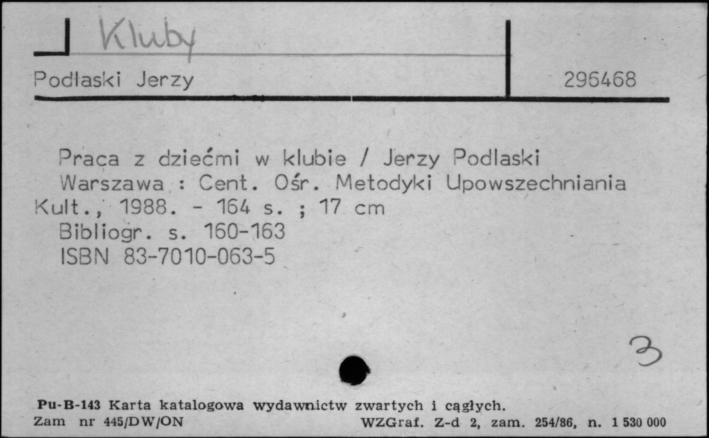 Kluby
Podlaski Jerzy 296468
Praca z dziećmi w klubie / Jerzy Podlaski
Warszawa : Cent. Ośr. Metodyki Upowszechniania
Kult., 1988. - 164 s. ; 17 cm
Bibliogr. s. 160-163
ISBN 83-7010-063-5
3
Pu-B-143 Karta katalogowa wydawnictw zwartych i cągłych.
Zam nr 445/DW/ON WZGraf. Z-d 2, zam. 254/86, n. 1 530 000